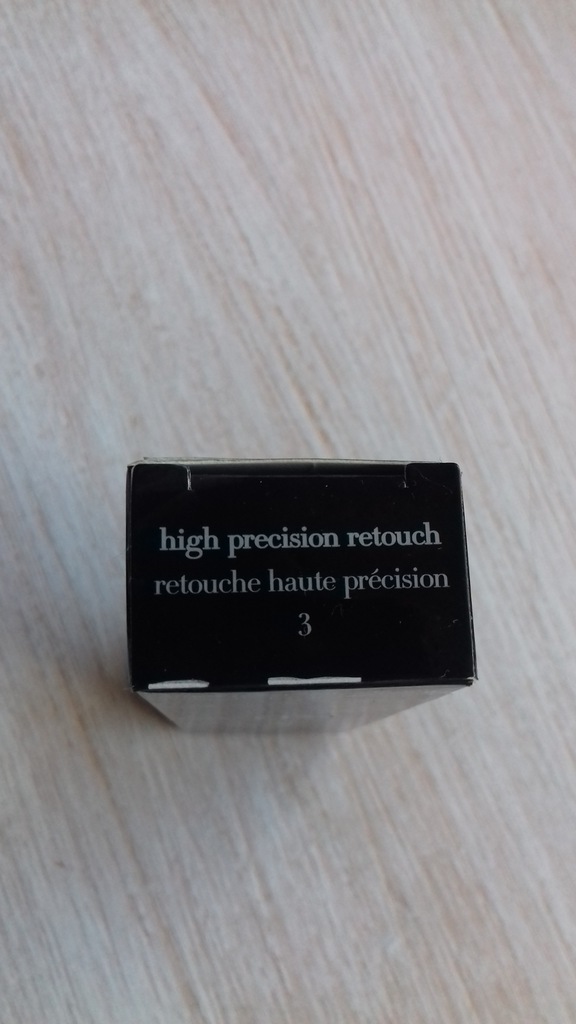 high precision retouch
retouche haute précision
3